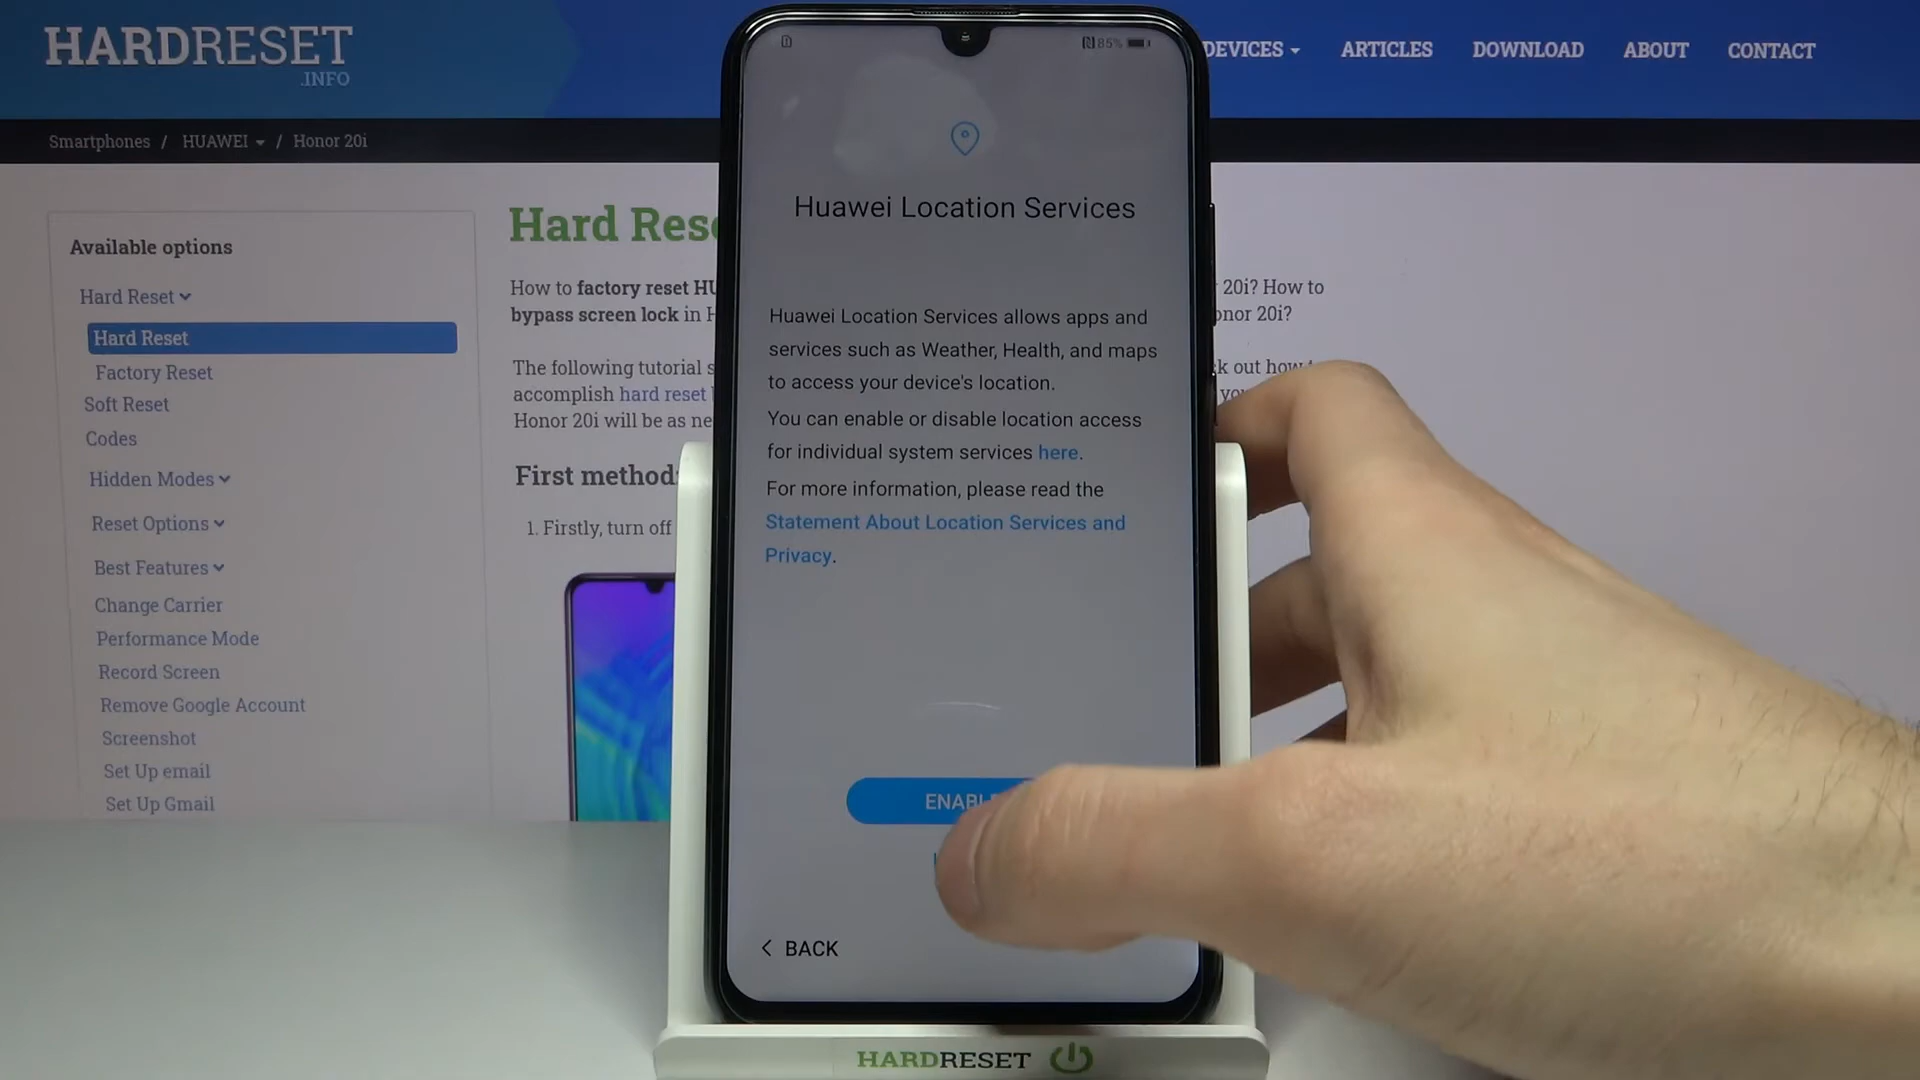 HARDRESET
.INFO
DEVICES
ARTICLES
DOWNLOAD
ABOUT
CONTACT
Smartphones / HUAWEI / Honor 20i
Available options
Hard Reset
Hard Reset
Factory Reset
Soft Reset
Codes
Hidden Modes
Reset Options
Best Features
Change Carrier
Performance Mode
Record Screen
Remove Google Account
Screenshot
Set Up email
Set Up Gmail
Hard Rese
How to factory reset HU
20i? How to
bypass screen lock in H
onor 20i?
The following tutorial s
ck out how
accomplish hard reset
Honor 20i will be as ne
First method:
1. Firstly, turn off
85%
Huawei Location Services
Huawei Location Services allows apps and
services such as Weather, Health, and maps
to access your device's location.
You can enable or disable location access
for individual system services here.
For more information, please read the
Statement About Location Services and
Privacy.
ENABLE
< BACK
HARDRESET